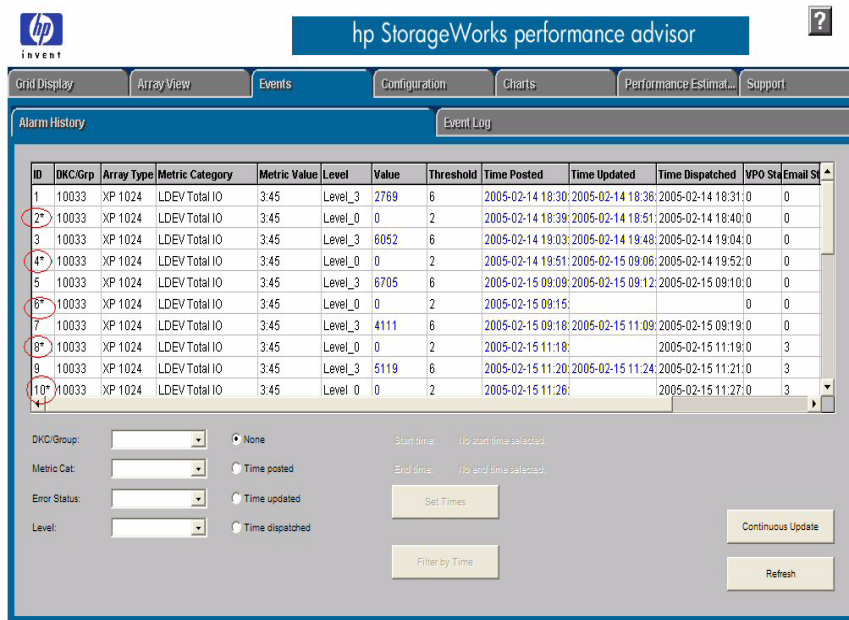 hp
invent
hp StorageWorks performance advisor
?
Grid Display Array View Events Configuration Charts Performance Estimat... Support
Alarm History Event Log
ID DKC/Grp Array Type Metric Category Metric Value Level Value Threshold Time Posted Time Updated Time Dispatched VPO Sta Email St
1 10033 XP 1024 LDEV Total IO 3:45 Level_3 2769 6 2005-02-14 18:30: 2005-02-14 18:36: 2005-02-14 18:31: 0 0
2* 10033 XP 1024 LDEV Total IO 3:45 Level_0 0 2 2005-02-14 18:39: 2005-02-14 18:51: 2005-02-14 18:40: 0 0
3 10033 XP 1024 LDEV Total IO 3:45 Level_3 6052 6 2005-02-14 19:03: 2005-02-14 19:48: 2005-02-14 19:04: 0 0
4* 10033 XP 1024 LDEV Total IO 3:45 Level_0 0 2 2005-02-14 19:51: 2005-02-15 09:06: 2005-02-14 19:52: 0 0
5 10033 XP 1024 LDEV Total IO 3:45 Level_3 6705 6 2005-02-15 09:09: 2005-02-15 09:12: 2005-02-15 09:10: 0 0
6* 10033 XP 1024 LDEV Total IO 3:45 Level_0 0 2 2005-02-15 09:15: 0 0
7 10033 XP 1024 LDEV Total IO 3:45 Level_3 4111 6 2005-02-15 09:18: 2005-02-15 11:09: 2005-02-15 09:19: 0 0
8* 10033 XP 1024 LDEV Total IO 3:45 Level_0 0 2 2005-02-15 11:18: 2005-02-15 11:19: 0 3
9 10033 XP 1024 LDEV Total IO 3:45 Level_3 5119 6 2005-02-15 11:20: 2005-02-15 11:24: 2005-02-15 11:21: 0 3
10* 10033 XP 1024 LDEV Total IO 3:45 Level 0 0 2 2005-02-15 11:26: 2005-02-15 11:27: 0 3
DKC/Group: None Start time: No start time selected.
Metric Cat: Time posted End time: No end time selected.
Error Status: Time updated Set Times
Level: Time dispatched Continuous Update
Filter by Time Refresh